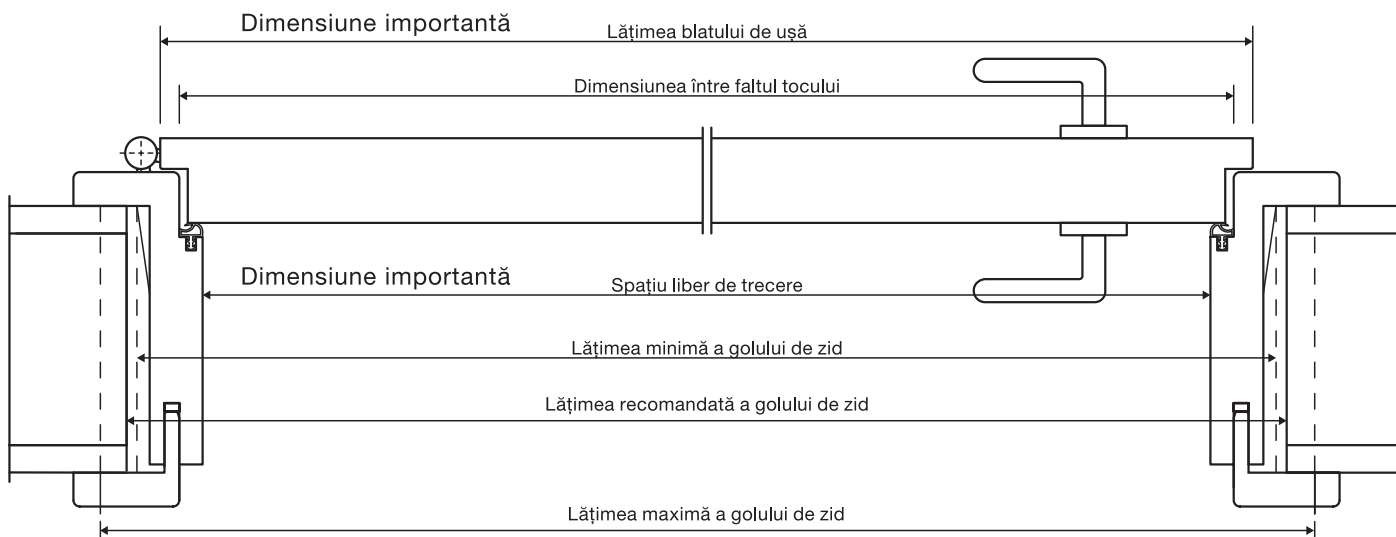 Dimensiune importantă
Lățimea blatului de ușă
Dimensiunea între faltul tocului
Dimensiune importantă
Spațiu liber de trecere
Lățimea minimă a golului de zid
Lățimea recomandată a golului de zid
Lățimea maximă a golului de zid